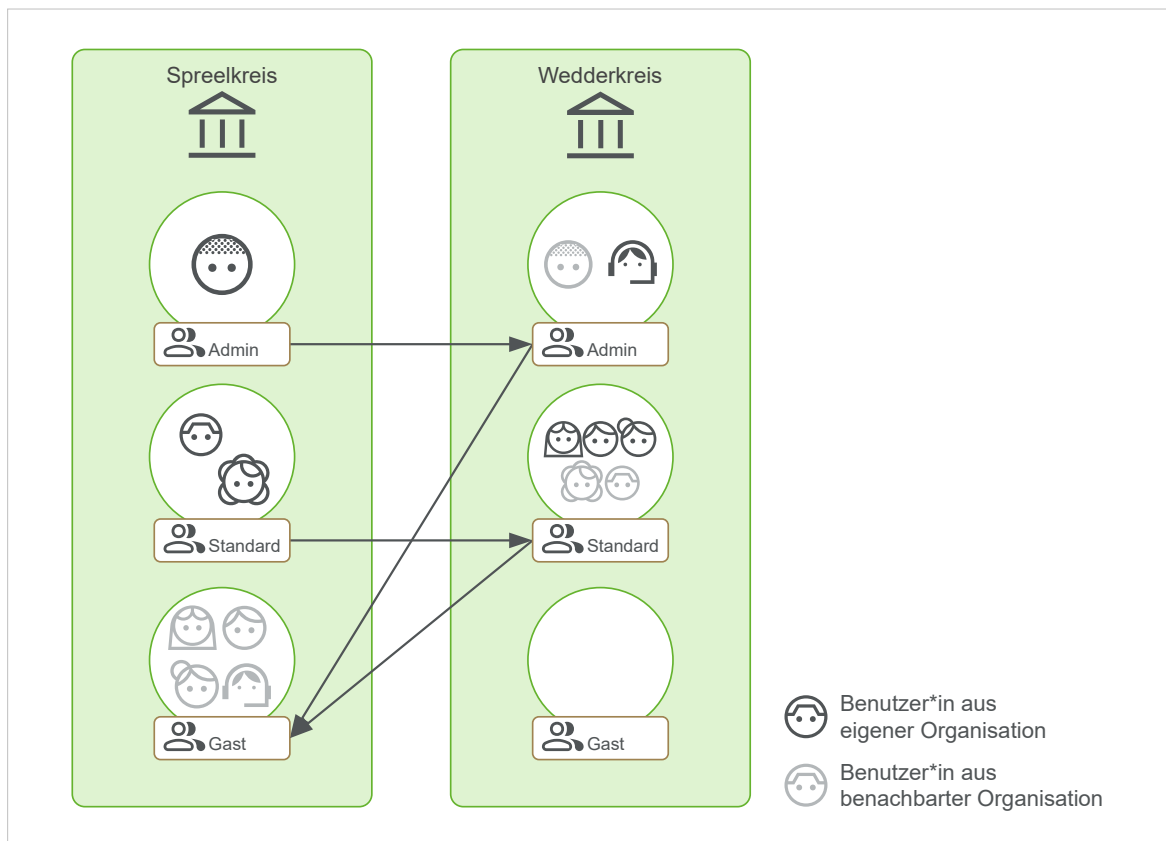 Spreelkreis
Wedderkreis
Admin
Admin
Standard
Standard
Gast
Gast
Benutzer*in aus
eigener Organisation
Benutzer*in aus
benachbarter Organisation